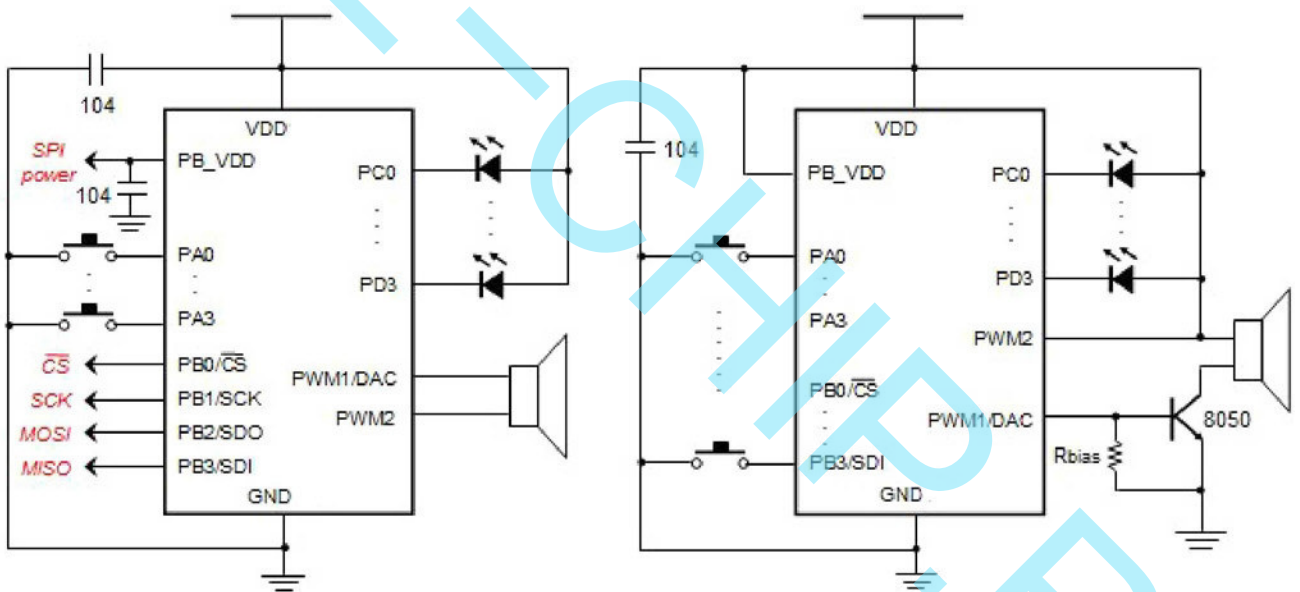 104
VDD
SPI power
PB_VDD
104
PC0
PA0
PD3
PA3
CS
PB0/CS
PWM1/DAC
SCK
PB1/SCK
PWM2
MOSI
PB2/SDO
MISO
PB3/SDI
GND
VDD
104
PB_VDD
PC0
PA0
PD3
PA3
PWM2
PB0/CS
PWM1/DAC
8050
Rbias
PB3/SDI
GND
-CHIP